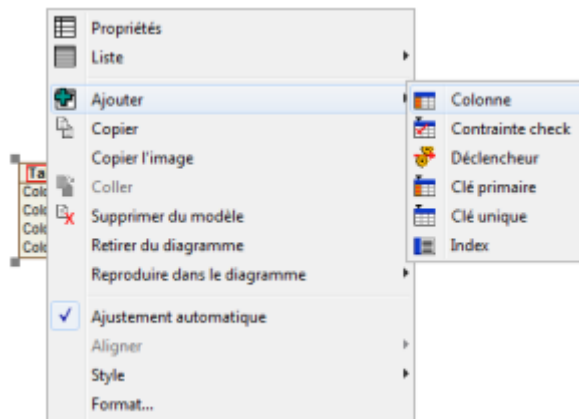 Propriétés
Liste
Ajouter
Copier
Copier l'image
Coller
Supprimer du modèle
Retirer du diagramme
Reproduire dans le diagramme
Ajustement automatique
Aligner
Style
Format...
Colonne
Contrainte check
Déclencheur
Clé primaire
Clé unique
Index